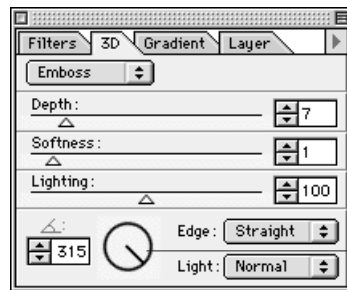 Filters 3D Gradient Layer
Emboss
Depth:
7
Softness:
1
Lighting:
100
∠:
315
Edge: Straight
Light: Normal